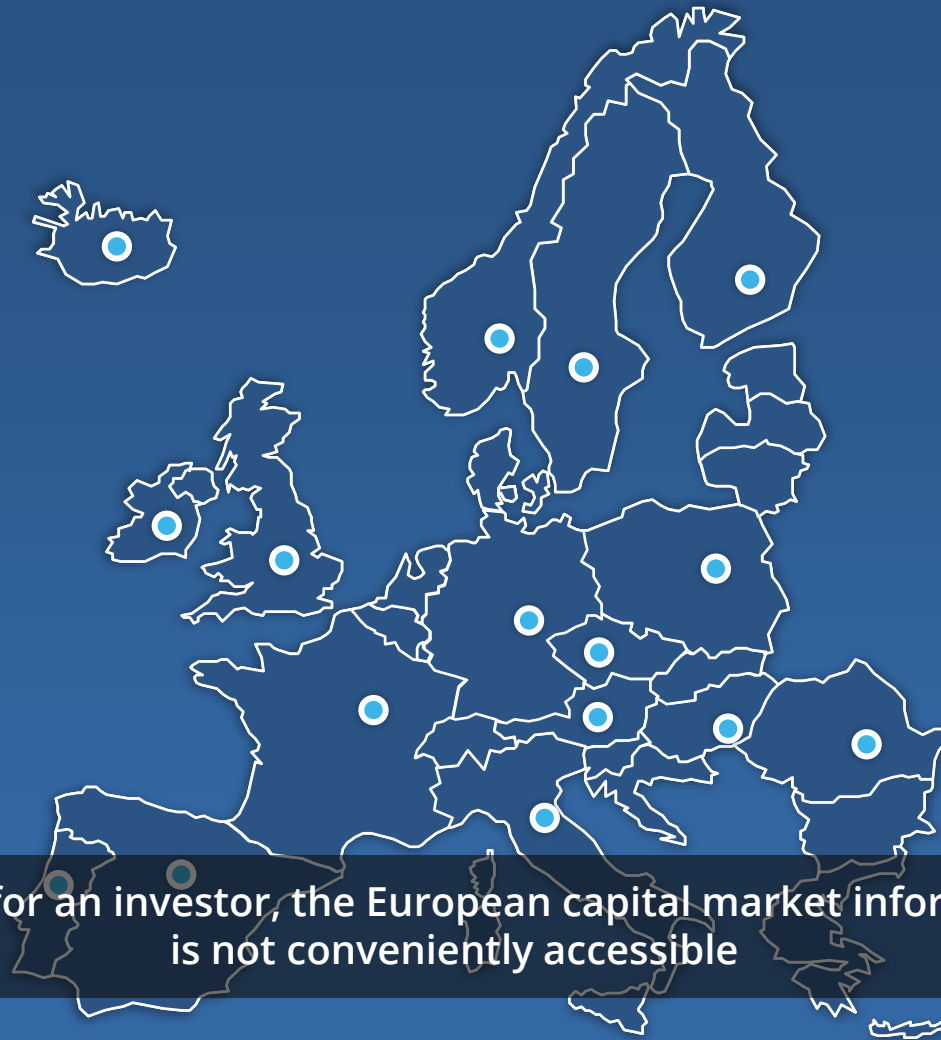 for an investor, the European capital market infor
is not conveniently accessible